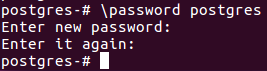 postgres-# \password postgres
Enter new password:
Enter it again:
postgres-#